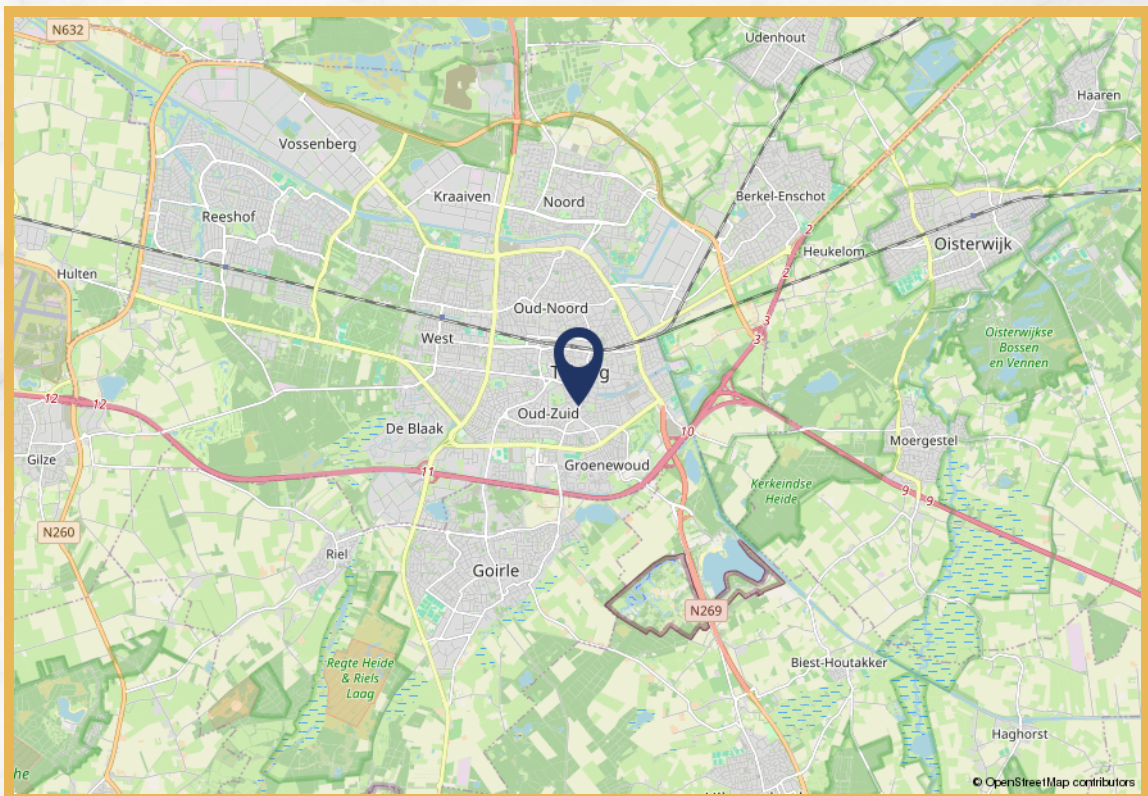 N632
Udenhout
Haaren
Vossenberg
Kraaiven
Noord
Berkel-Enschot
Reeshof
2
Oisterwijk
Heukelom
Hulten
2
Oud-Noord
3
West
3
Oisterwijkse
Bossen
en Vennen
12
12
Oud-Zuid
De Blaak
10
Moergestel
Gilze
11
Groenewoud
Kerkeindse
Heide
9
9
N260
Riel
Goirle
N269
Regte Heide
& Riels
Laag
Biest-Houtakker
Haghorst
he
© OpenStreetMap contributors